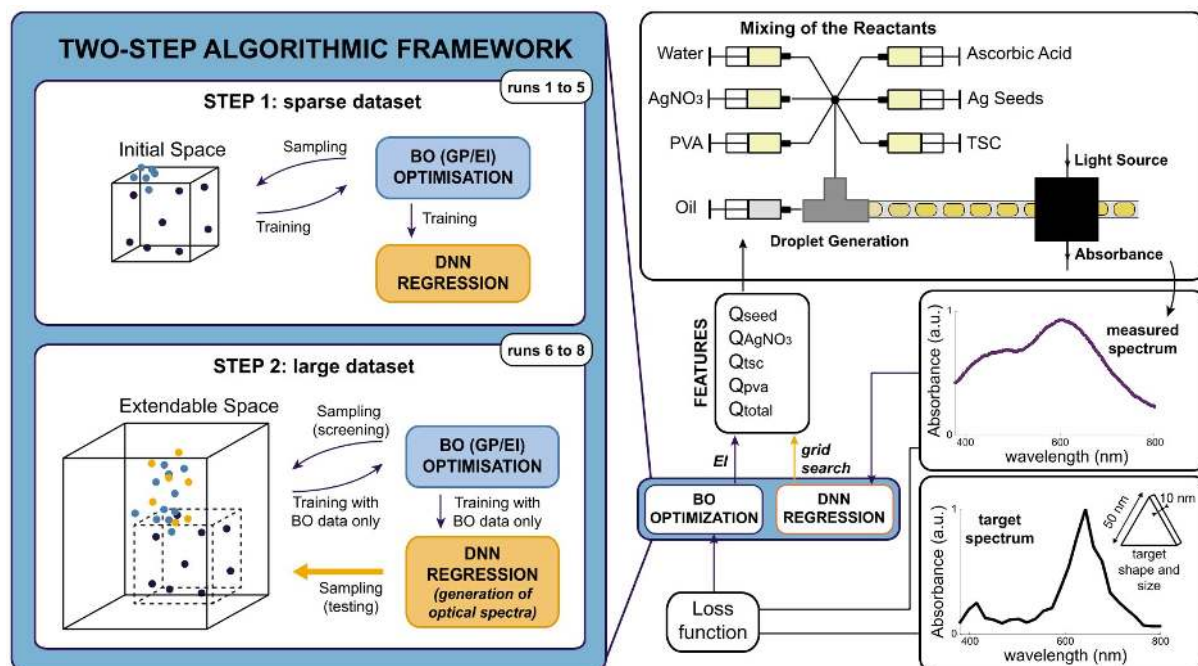 TWO-STEP ALGORITHMIC FRAMEWORK
runs 1 to 5
STEP 1: sparse dataset
Initial Space
Sampling
Training
BO (GP/EI)
OPTIMISATION
Training
DNN
REGRESSION
runs 6 to 8
STEP 2: large dataset
Extendable Space
Sampling
(screening)
Training with
BO data only
BO (GP/EI)
OPTIMISATION
Training with
BO data only
DNN
REGRESSION
(generation of
optical spectra)
Sampling
(testing)
Mixing of the Reactants
Water
AgNO3
PVA
Oil
Ascorbic Acid
Ag Seeds
TSC
Light Source
Droplet Generation
Absorbance
FEATURES
Qseed
QAgNO3
Qtsc
Qpva
Qtotal
EI
grid
search
BO
OPTIMIZATION
DNN
REGRESSION
Loss
function
Absorbance (a.u.)
1
1
measured
spectrum
400
600
800
wavelength (nm)
Absorbance (a.u.)
1
1
target
spectrum
50 nm
10 nm
target
shape and
size
400
600
800
wavelength (nm)